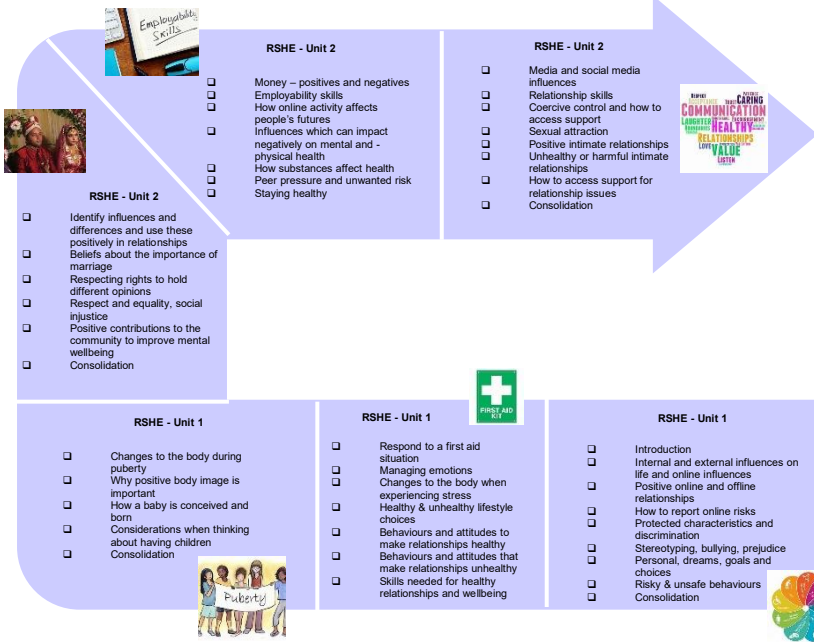 Employability
Skills
RSHE - Unit 2
Money – positives and negatives
Employability skills
How online activity affects
people's futures
Influences which can impact
negatively on mental and -
physical health
How substances affect health
Peer pressure and unwanted risk
Staying healthy
RSHE - Unit 2
Media and social media
influences
Relationship skills
Coercive control and how to
access support
Sexual attraction
Positive intimate relationships
Unhealthy or harmful intimate
relationships
How to access support for
relationship issues
Consolidation
RESPECT
CARING
COMMUNICATION
LAUGHTER
HEALTHY
RELATIONSHIPS
LOVE VALUE
LISTEN
RSHE - Unit 2
Identify influences and
differences and use these
positively in relationships
Beliefs about the importance of
marriage
Respecting rights to hold
different opinions
Respect and equality, social
injustice
Positive contributions to the
community to improve mental
wellbeing
Consolidation
RSHE - Unit 1
Changes to the body during
puberty
Why positive body image is
important
How a baby is conceived and
born
Considerations when thinking
about having children
Consolidation
Puberty
FIRST AID
KIT
RSHE - Unit 1
Respond to a first aid
situation
Managing emotions
Changes to the body when
experiencing stress
Healthy & unhealthy lifestyle
choices
Behaviours and attitudes to
make relationships healthy
Behaviours and attitudes that
make relationships unhealthy
Skills needed for healthy
relationships and wellbeing
RSHE - Unit 1
Introduction
Internal and external influences on
life and online influences
Positive online and offline
relationships
How to report online risks
Protected characteristics and
discrimination
Stereotyping, bullying, prejudice
Personal, dreams, goals and
choices
Risky & unsafe behaviours
Consolidation